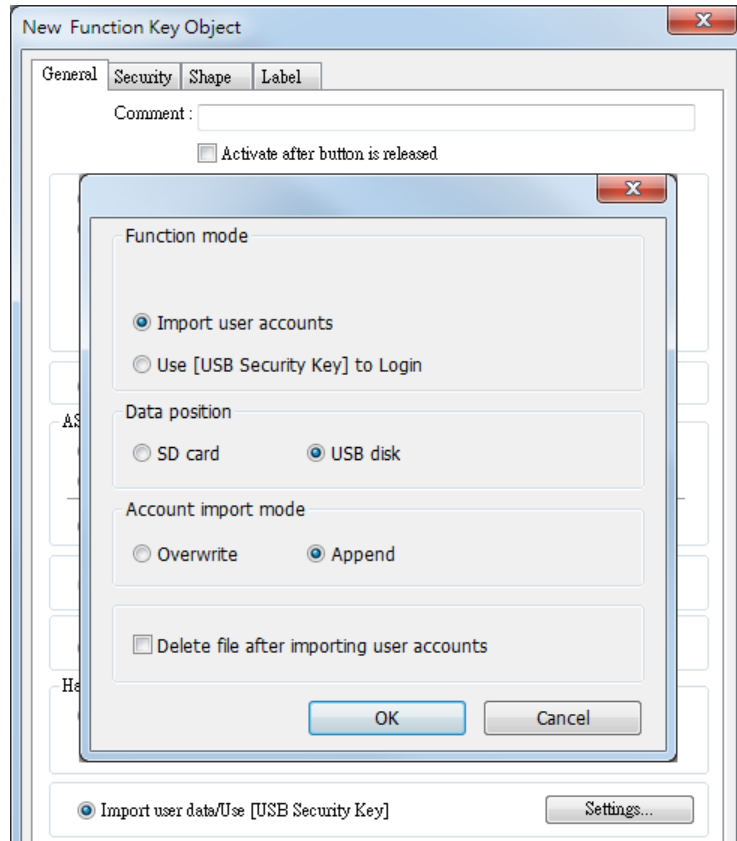 New Function Key Object
General Security Shape Label
Comment :
Activate after button is released
Function mode
Import user accounts
Use [USB Security Key] to Login
Data position
SD card USB disk
Account import mode
Overwrite Append
Delete file after importing user accounts
OK Cancel
Import user data/Use [USB Security Key] Settings...